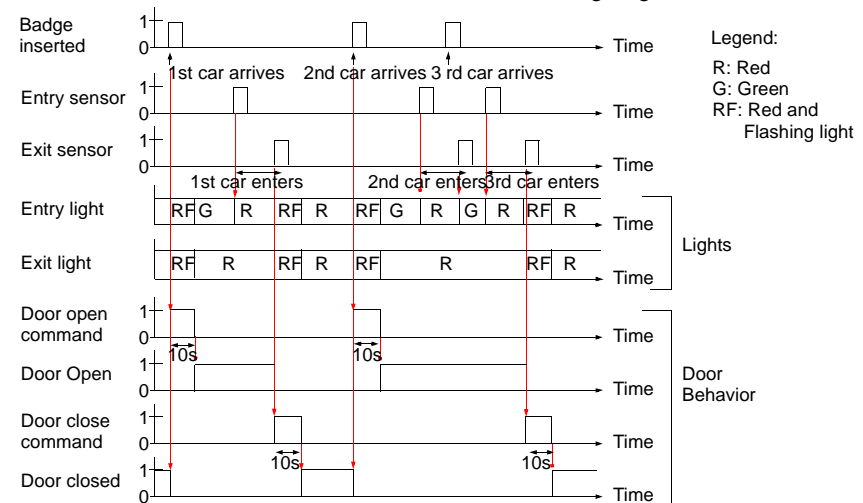 Badge
inserted
1
0
Time
1st car arrives
2nd car arrives
3 rd car arrives
Legend:
R: Red
G: Green
RF: Red and
Flashing light
Entry sensor
1
0
Time
Exit sensor
1
0
Time
1st car enters
2nd car enters
3rd car enters
Entry light
RF G R RF R RF G R G R RF R
Time
Exit light
RF R RF R RF R RF R
Time
Lights
Door open
command
1
0
Time
10s
10s
Door Open
1
0
Time
Door
Behavior
Door close
command
1
0
Time
10s
10s
Door closed
1
0
Time